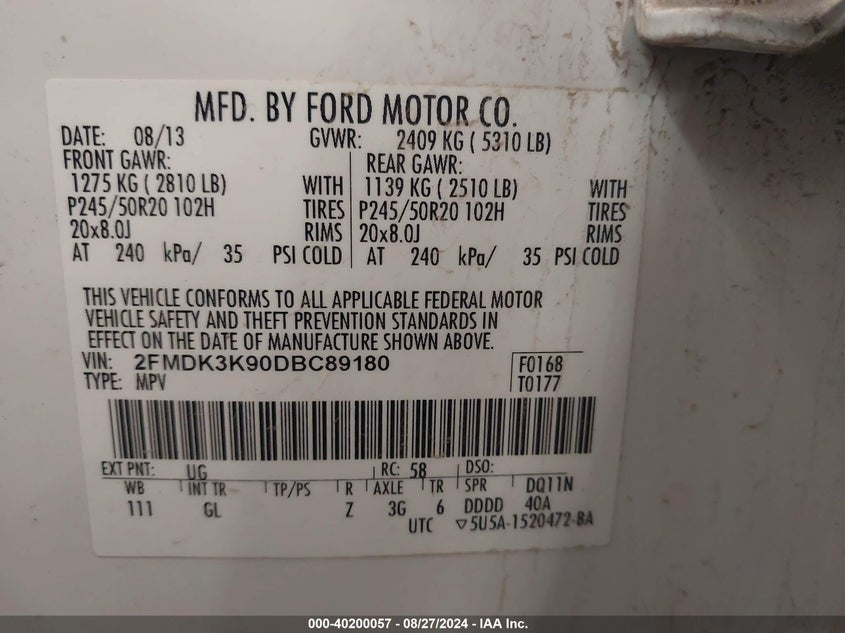 MFD. BY FORD MOTOR CO.
DATE: 08/13 GVWR: 2409 KG ( 5310 LB)
FRONT GAWR: REAR GAWR:
1275 KG ( 2810 LB) WITH 1139 KG ( 2510 LB) WITH
P245/50R20 102H TIRES P245/50R20 102H TIRES
20x8.0J RIMS 20x8.0J RIMS
AT 240 kPa/ 35 PSI COLD AT 240 kPa/ 35 PSI COLD
THIS VEHICLE CONFORMS TO ALL APPLICABLE FEDERAL MOTOR
VEHICLE SAFETY AND THEFT PREVENTION STANDARDS IN
EFFECT ON THE DATE OF MANUFACTURE SHOWN ABOVE.
VIN: 2FMDK3K90DBC89180 F0168
TYPE: MPV T0177
EXT PNT: UG RC: 58 DSO:
WB INT TR TP/PS R AXLE TR SPR DQ11N
111 GL Z 3G 6 DDDD 40A
UTC ▽5U5A-1520472-BA
000-40200057 - 08/27/2024 - IAA Inc.